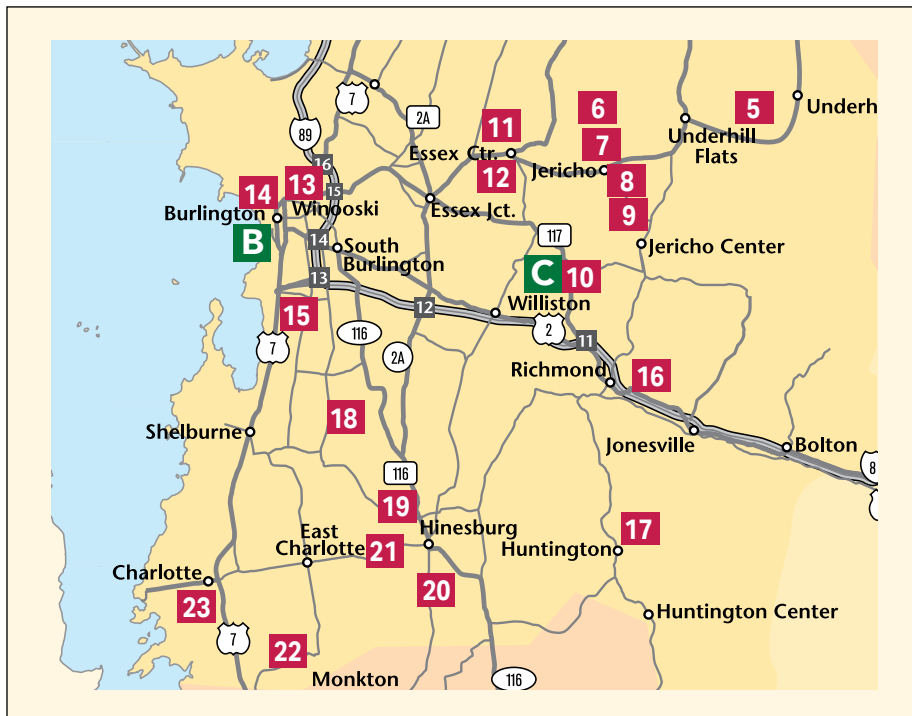 7
2A
89
11
6
5
Underh
Essex Ctr.
7
Underhill
Flats
16
12
Jericho
8
14
13
15
Winooski
Essex Jct.
9
Burlington
B
14
South
Burlington
117
Jericho Center
13
C
10
15
12
Williston
2
116
7
2A
11
Richmond
16
18
Shelburne
Jonesville
Bolton
8
116
19
Hinesburg
17
East
Charlotte
21
Huntington
Charlotte
20
23
Huntington Center
7
22
Monkton
116